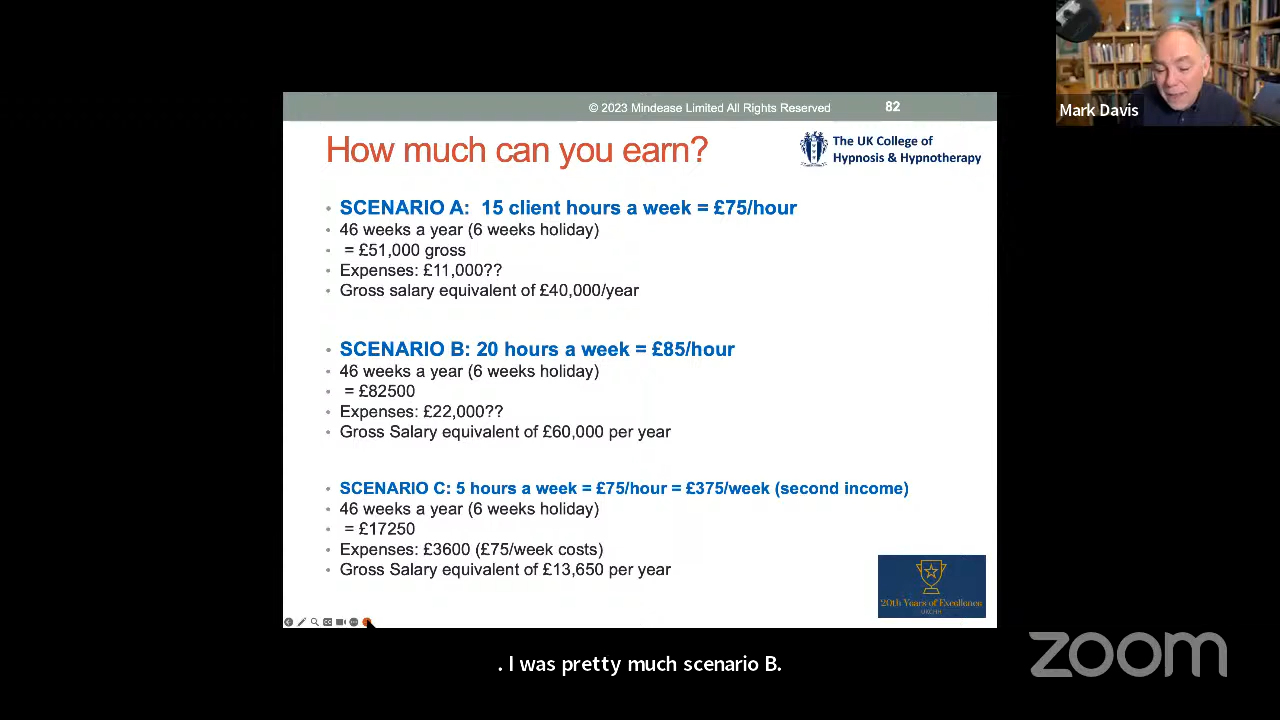 © 2023 Mindease Limited All Rights Reserved 82
How much can you earn?
The UK College of
Hypnosis & Hypnotherapy
• SCENARIO A: 15 client hours a week = £75/hour
• 46 weeks a year (6 weeks holiday)
• = £51,000 gross
• Expenses: £11,000??
• Gross salary equivalent of £40,000/year
• SCENARIO B: 20 hours a week = £85/hour
• 46 weeks a year (6 weeks holiday)
• = £82500
• Expenses: £22,000??
• Gross Salary equivalent of £60,000 per year
• SCENARIO C: 5 hours a week = £75/hour = £375/week (second income)
• 46 weeks a year (6 weeks holiday)
• = £17250
• Expenses: £3600 (£75/week costs)
• Gross Salary equivalent of £13,650 per year
20th Years of Excellence
UKCHH
Mark Davis
. I was pretty much scenario B.
zoom